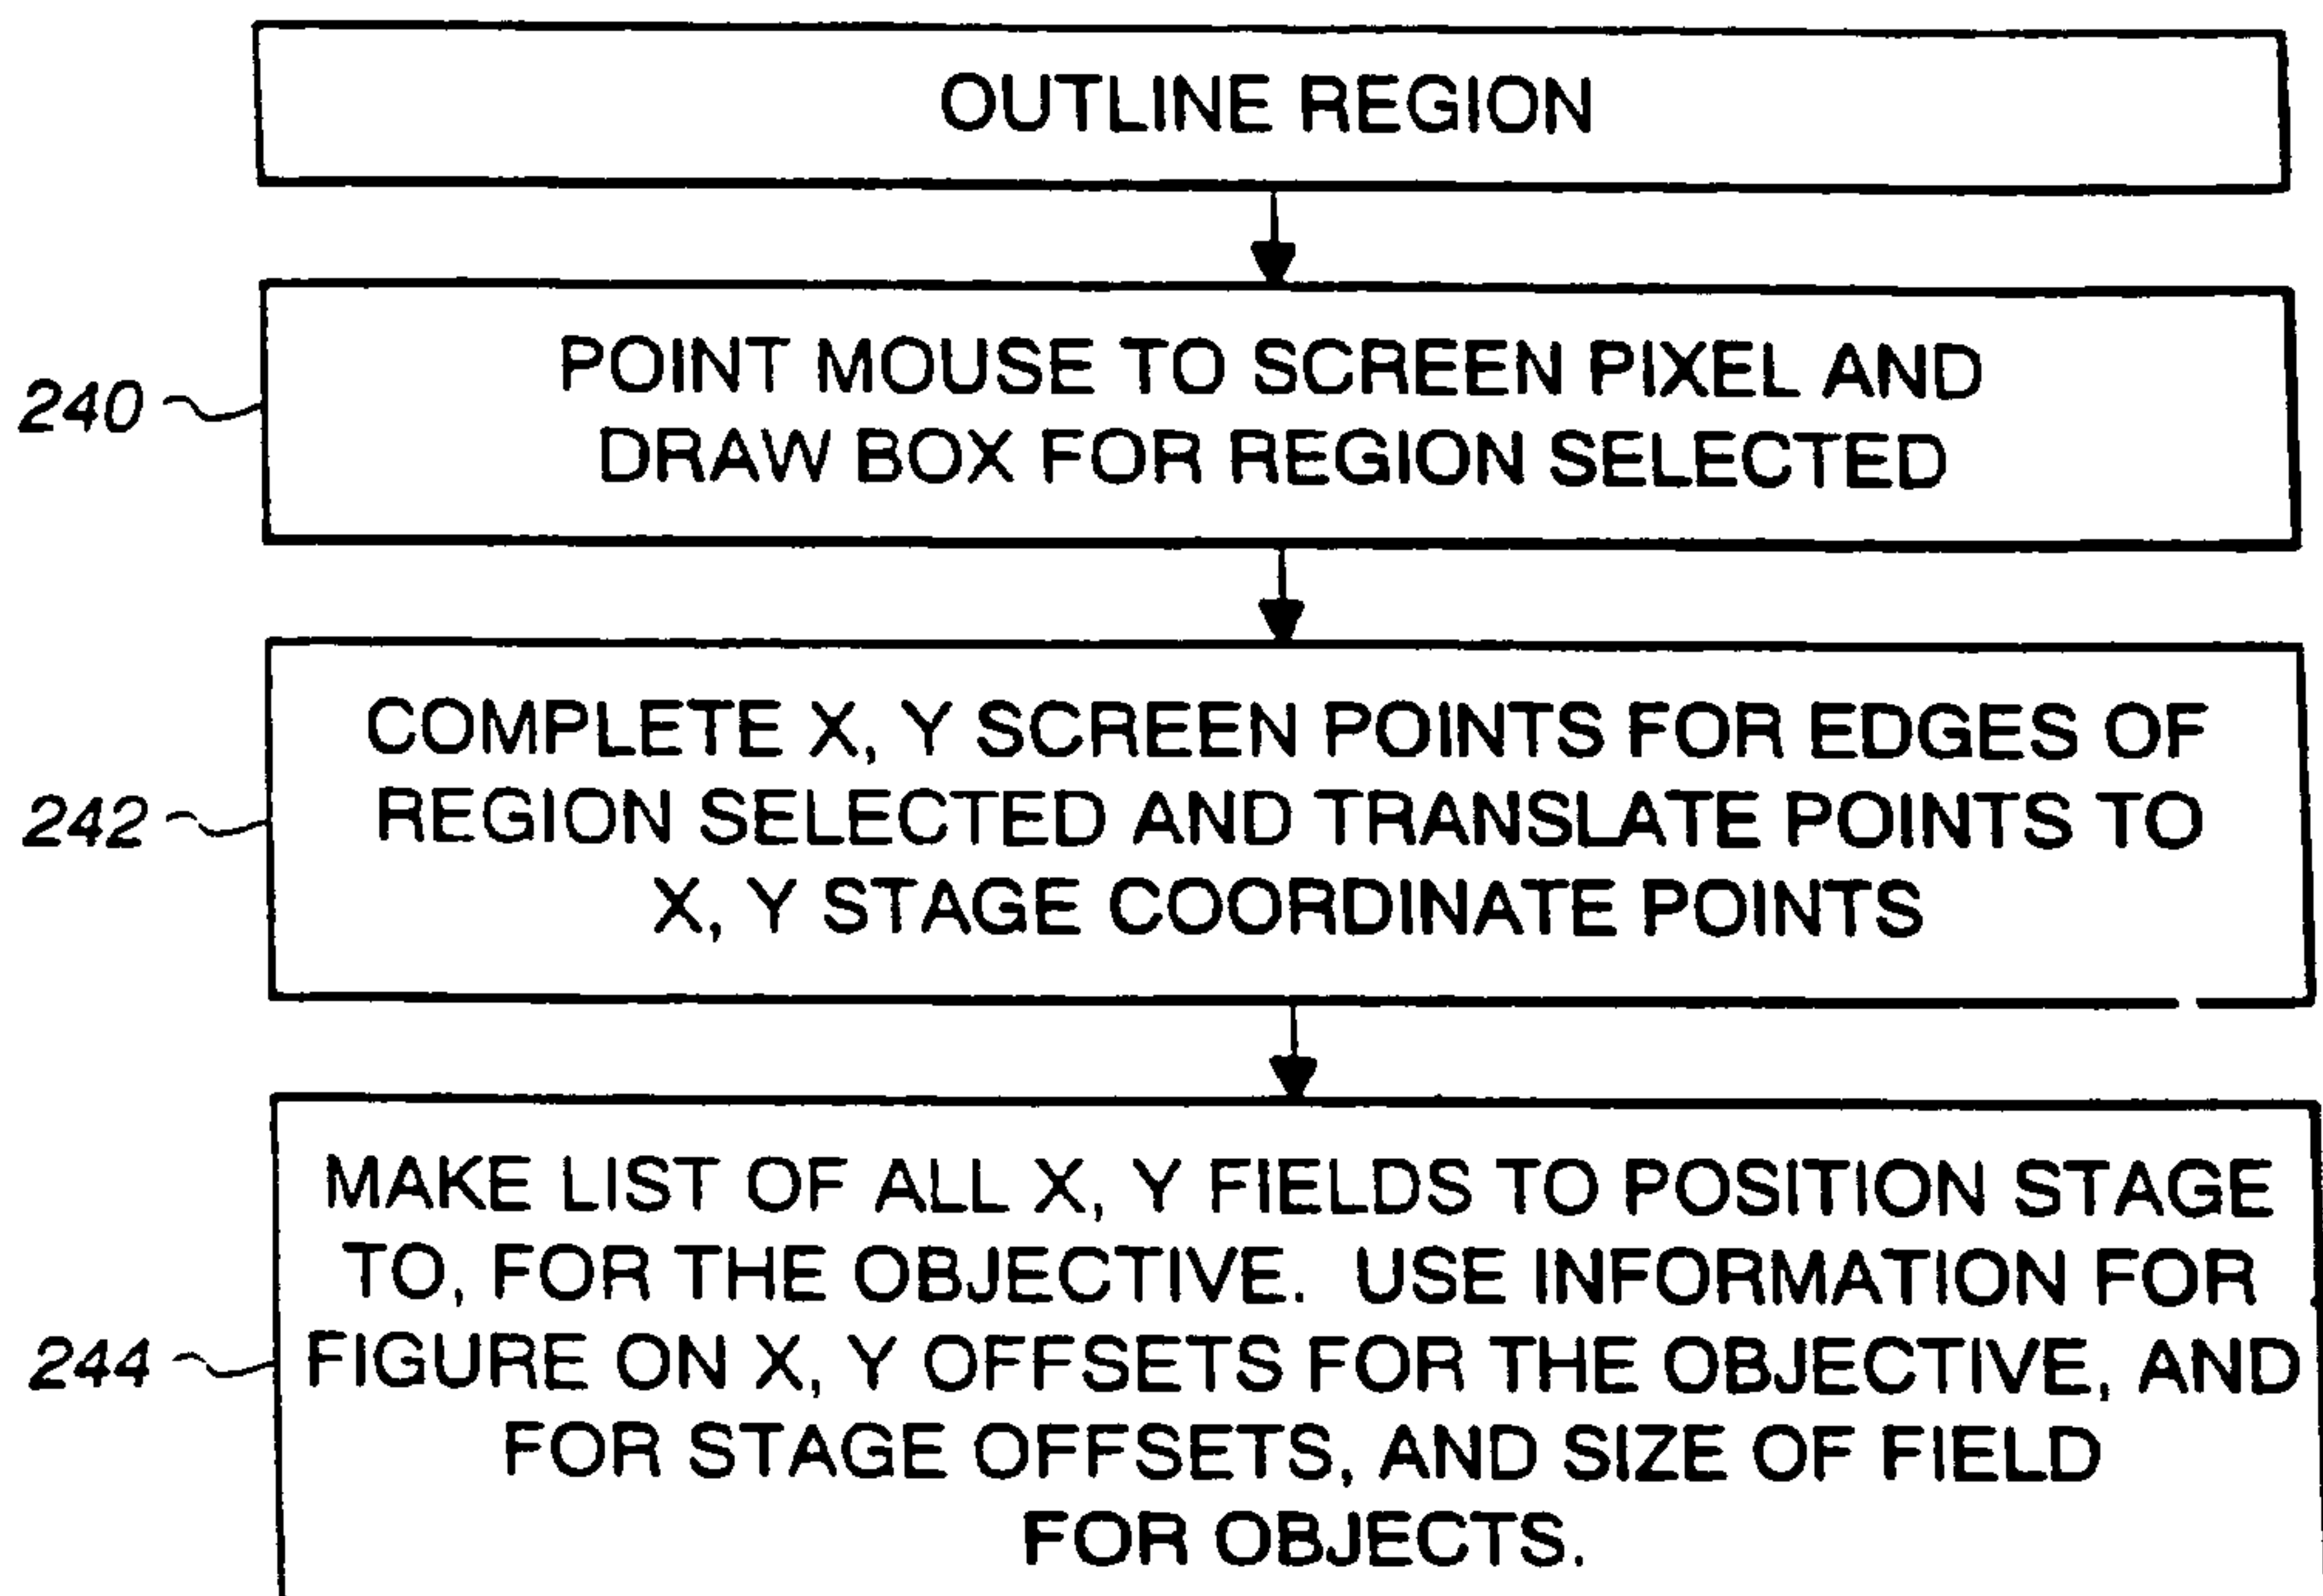 OUTLINE REGION
240
POINT MOUSE TO SCREEN PIXEL AND
DRAW BOX FOR REGION SELECTED
242
COMPLETE X, Y SCREEN POINTS FOR EDGES OF
REGION SELECTED AND TRANSLATE POINTS TO
X, Y STAGE COORDINATE POINTS
244
MAKE LIST OF ALL X, Y FIELDS TO POSITION STAGE
TO, FOR THE OBJECTIVE. USE INFORMATION FOR
FIGURE ON X, Y OFFSETS FOR THE OBJECTIVE, AND
FOR STAGE OFFSETS, AND SIZE OF FIELD
FOR OBJECTS.